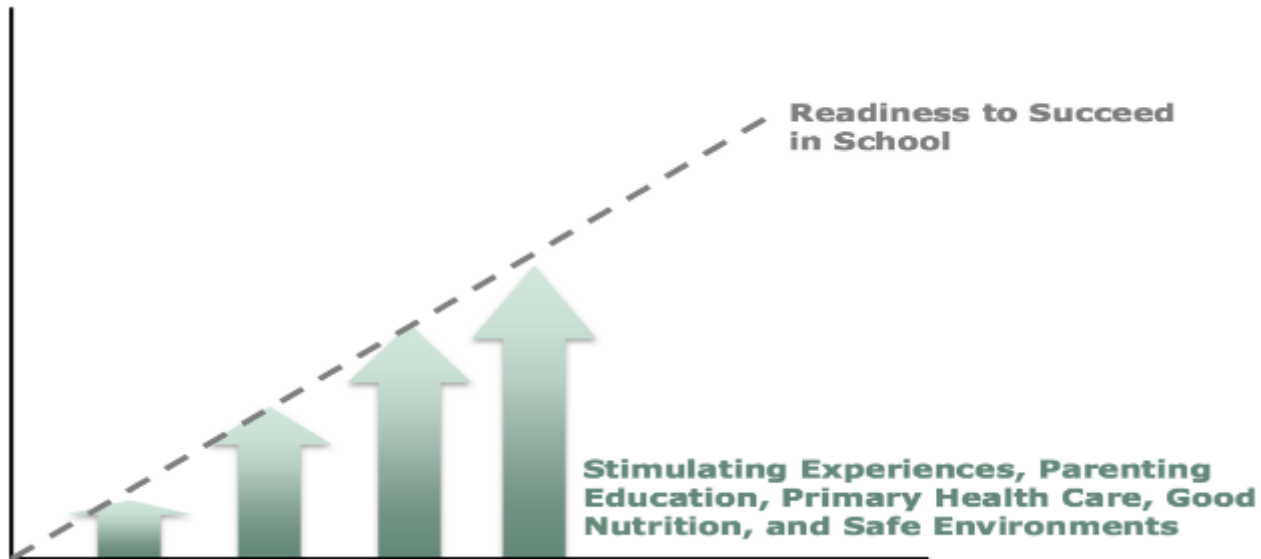 Readiness to Succeed
in School
Stimulating Experiences, Parenting
Education, Primary Health Care, Good
Nutrition, and Safe Environments